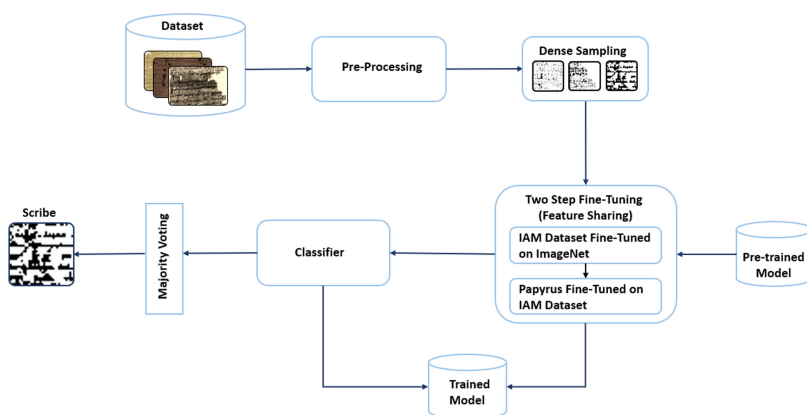 Dataset
Pre-Processing
Dense Sampling
Two Step Fine-Tuning
(Feature Sharing)
IAM Dataset Fine-Tuned
on ImageNet
Papyrus Fine-Tuned on
IAM Dataset
Pre-trained
Model
Classifier
Majority Voting
Scribe
Trained
Model